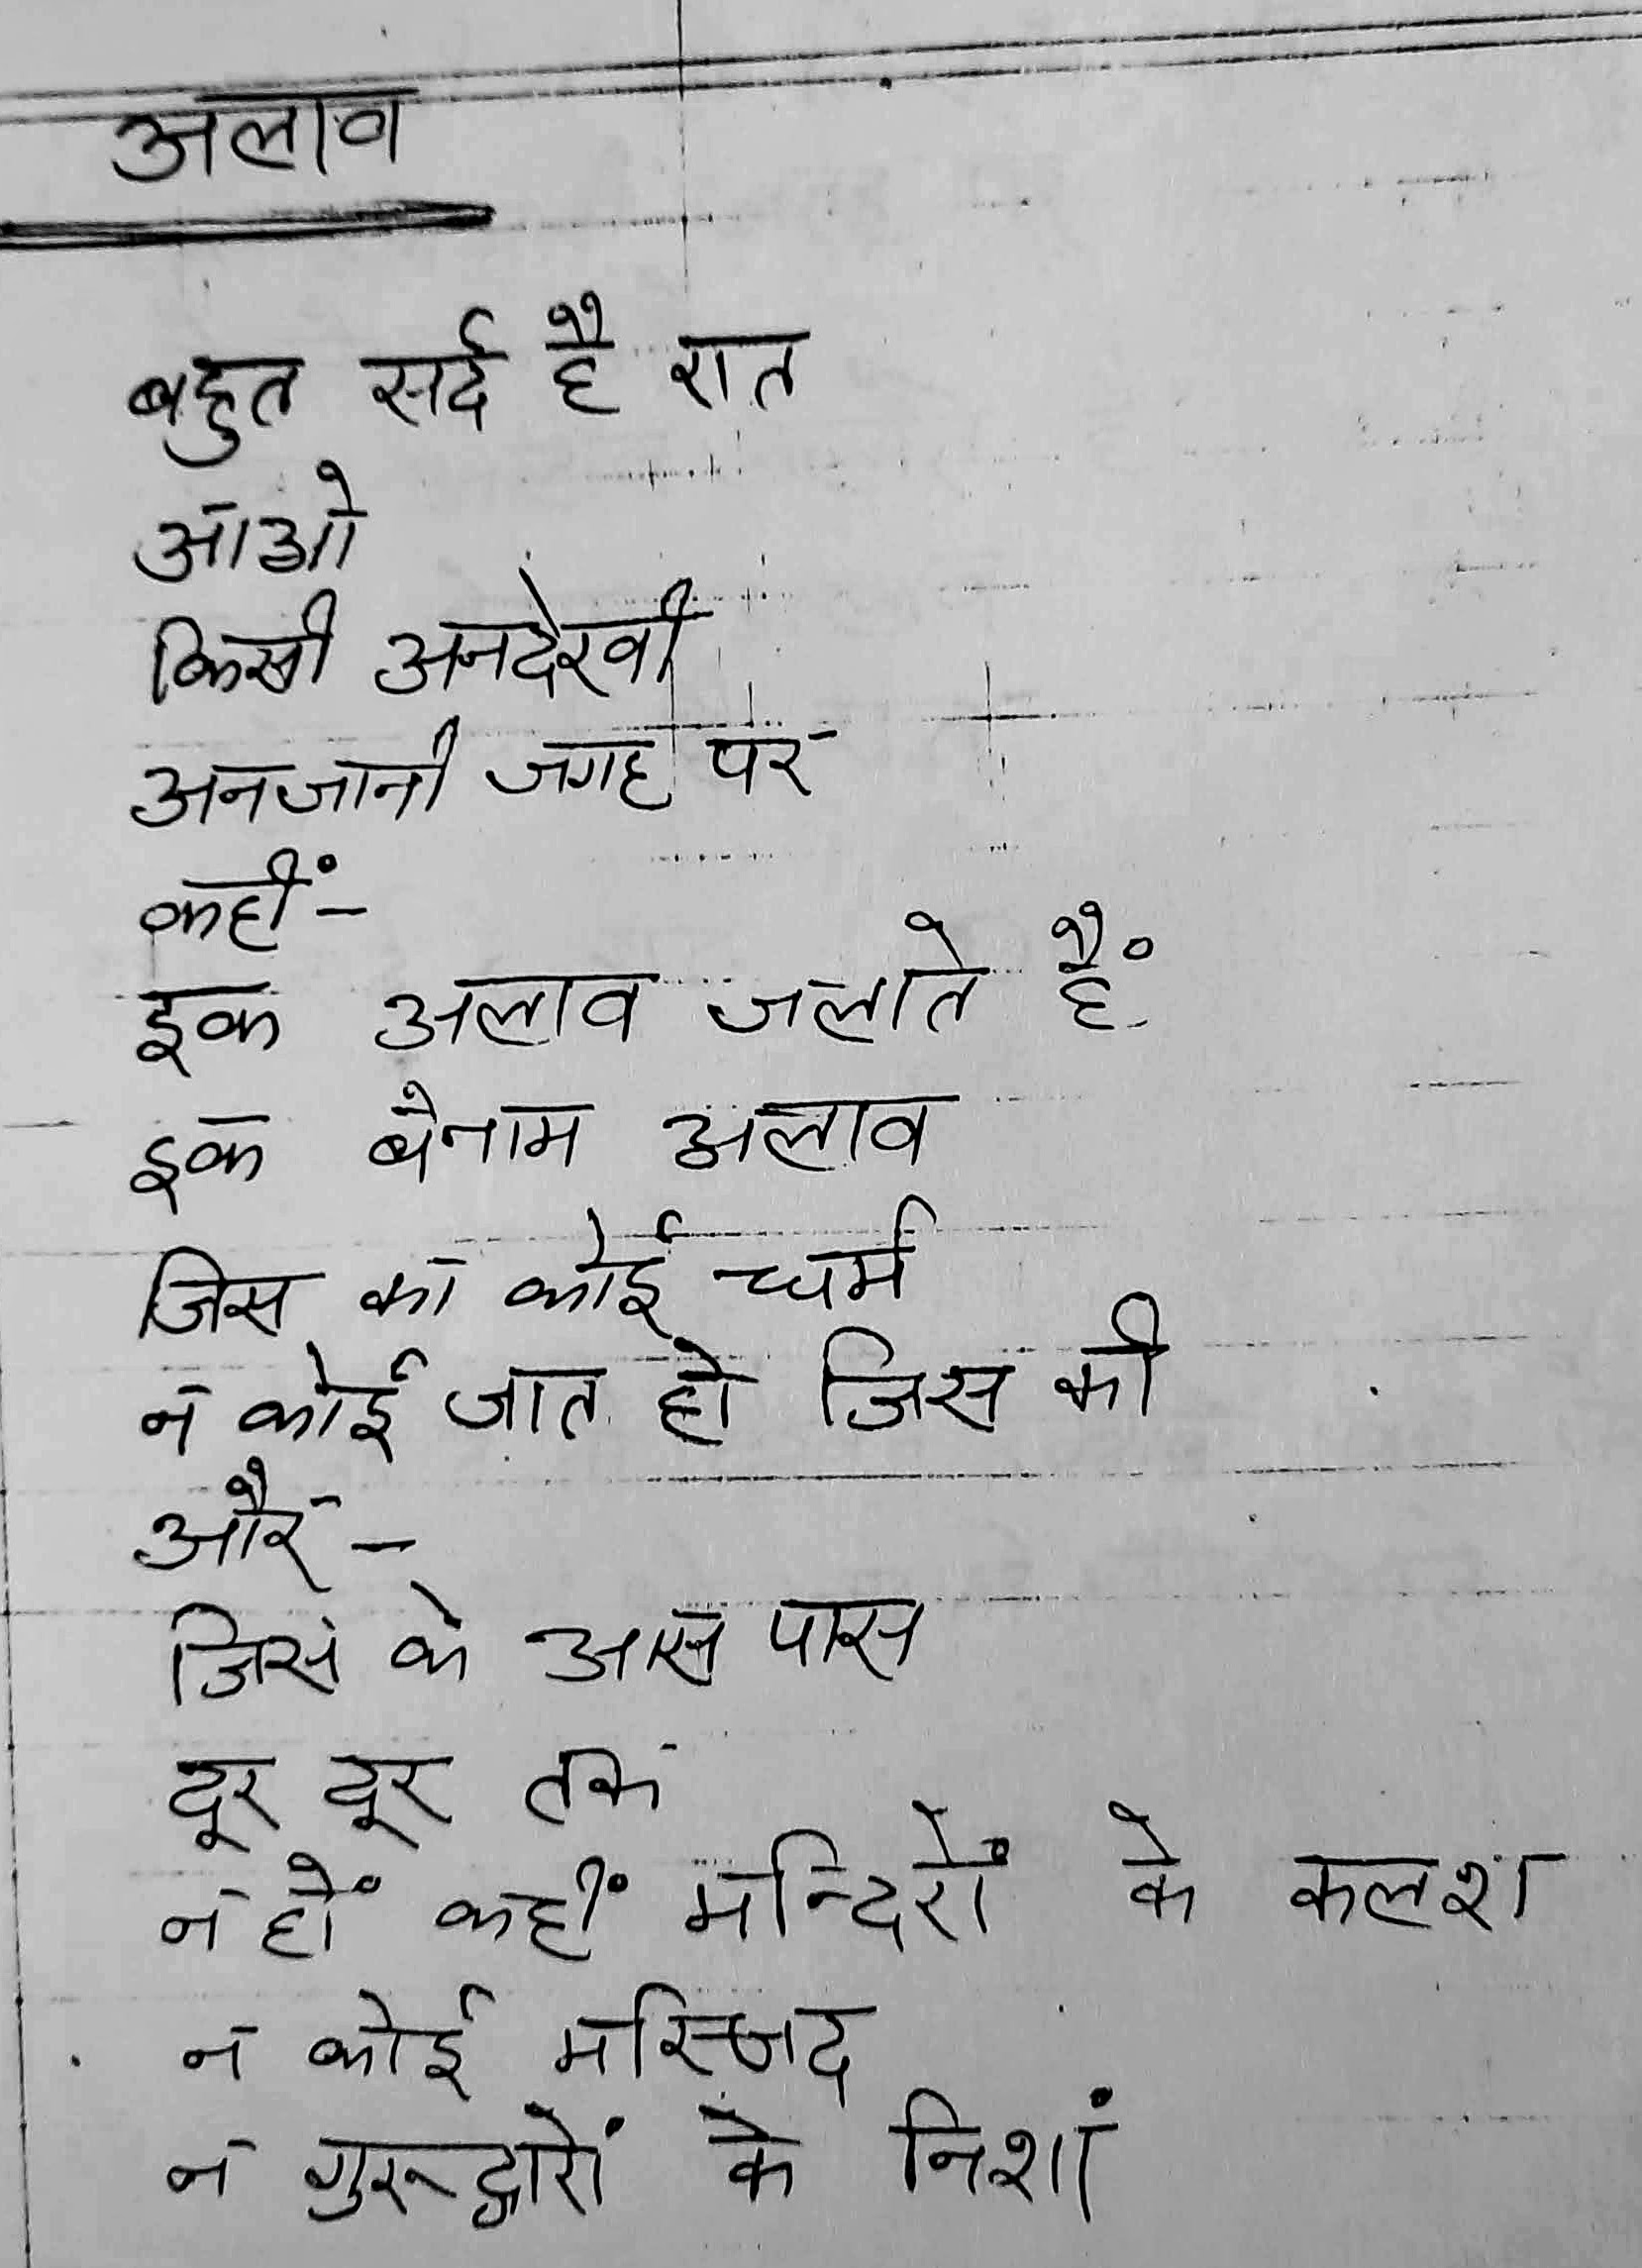 अलाव
बहुत सर्द है रात
आओ
किसी अनदेखी
अनजानी जगह पर
कहीं -
इक अलाव जलाते हैं
इक बेनाम अलाव
जिस का कोई धर्म
न कोई जात हो जिस की
और -
जिस के आस पास
दूर दूर तक
न हों कहीं मन्दिरों के कलश
न कोई मस्जिद
न गुरुद्वारों के निशां